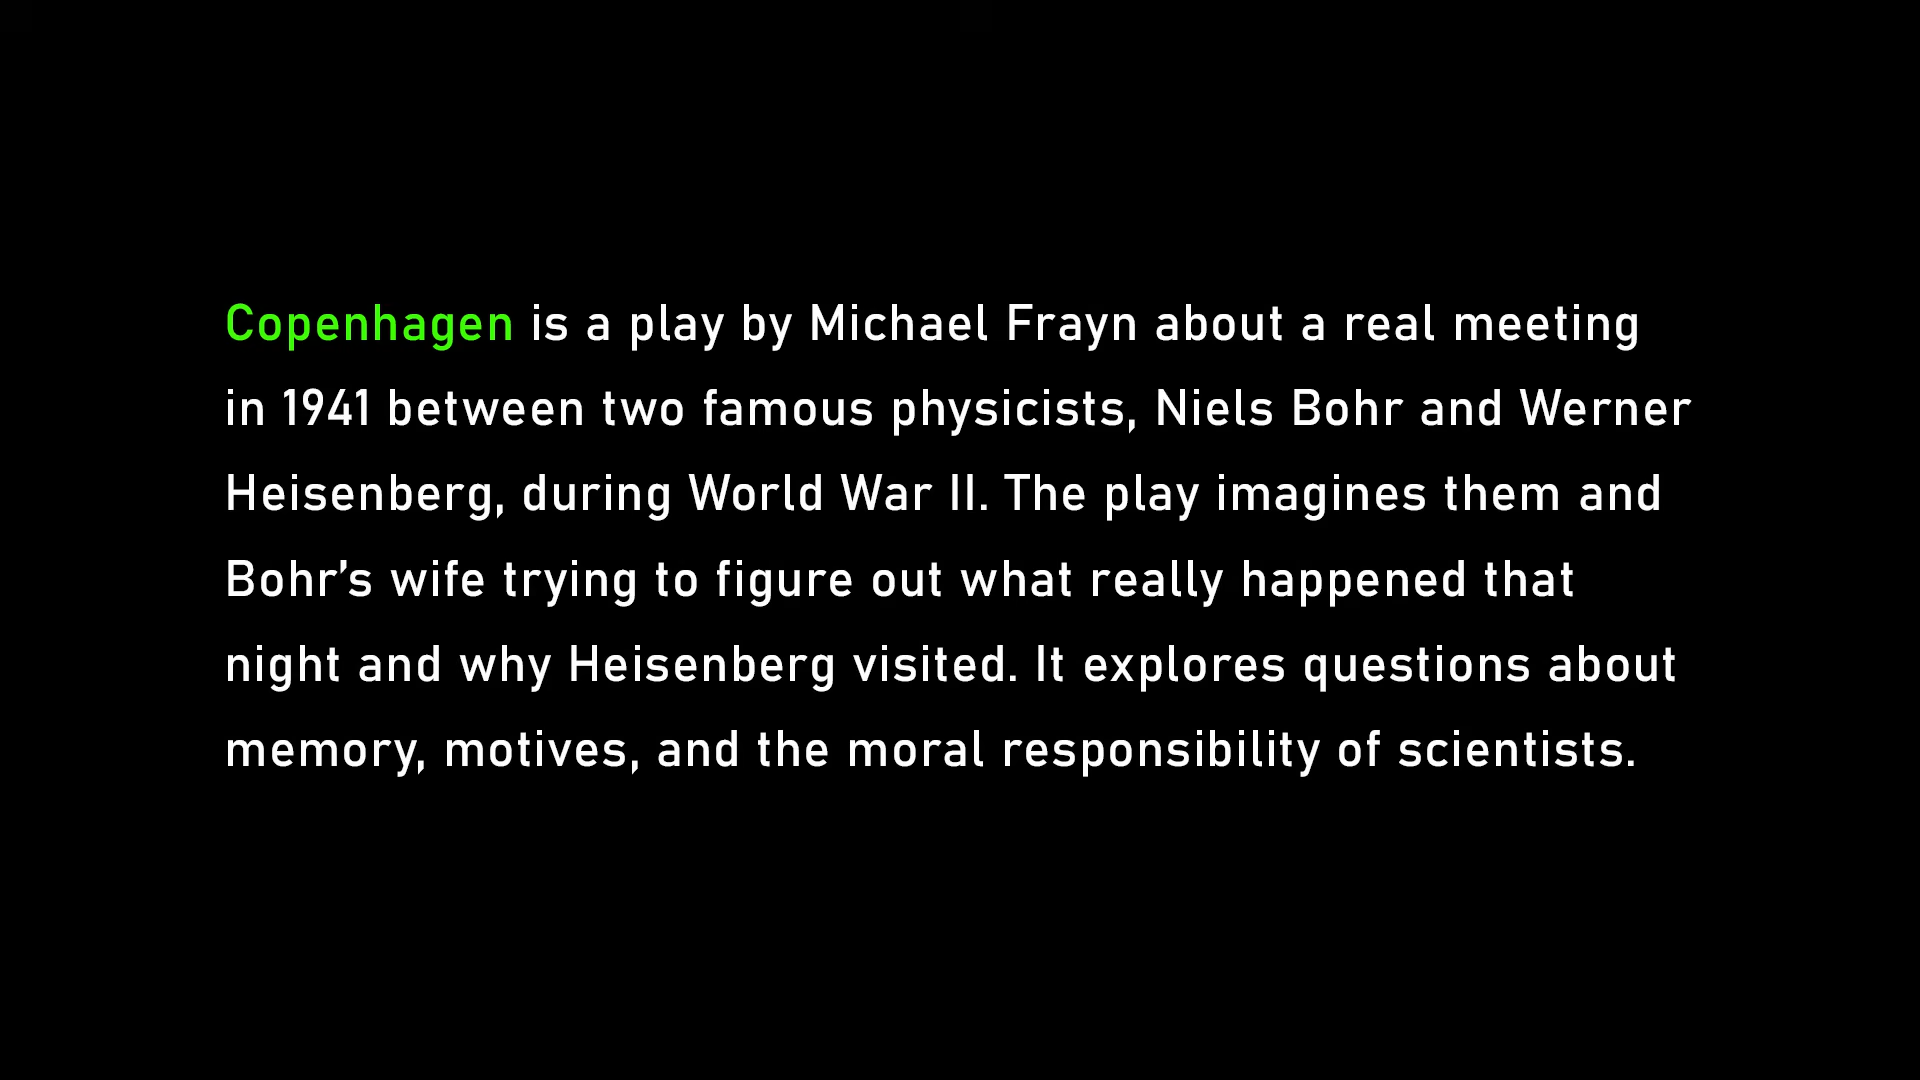 Copenhagen is a play by Michael Frayn about a real meeting
in 1941 between two famous physicists, Niels Bohr and Werner
Heisenberg, during World War II. The play imagines them and
Bohr’s wife trying to figure out what really happened that
night and why Heisenberg visited. It explores questions about
memory, motives, and the moral responsibility of scientists.